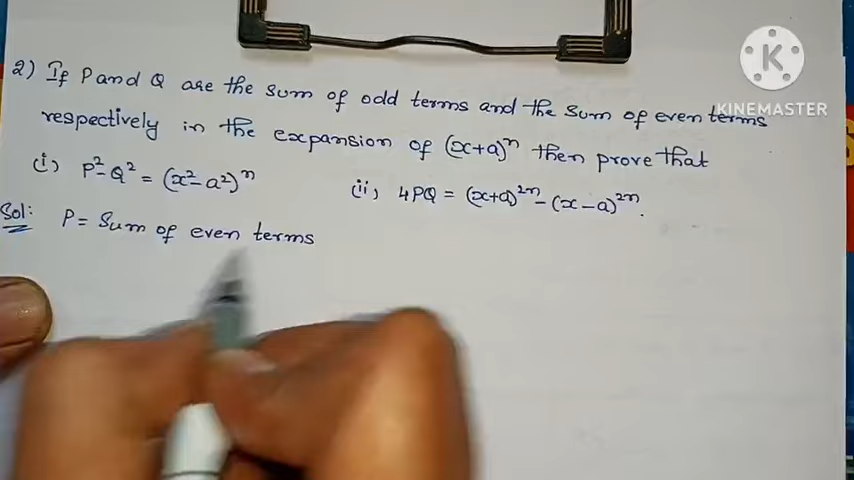 2) If P and Q are the sum of odd terms and the sum of even terms
respectively in the expansion of (x+a)^n then prove that
(i) P²-Q² = (x²-a²)^n (ii) 4PQ = (x+a)^2n - (x-a)^2n.
Sol: P = Sum of even terms
K
KINEMASTER